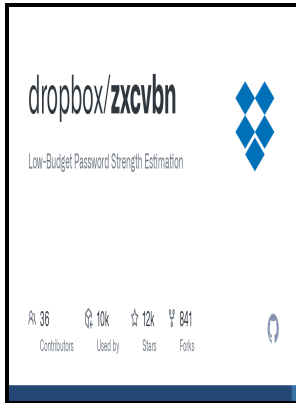 dropbox/zxcvbn
Low-Budget Password Strength Estimation
36 10k 12k 841
Contributors Used by Stars Forks